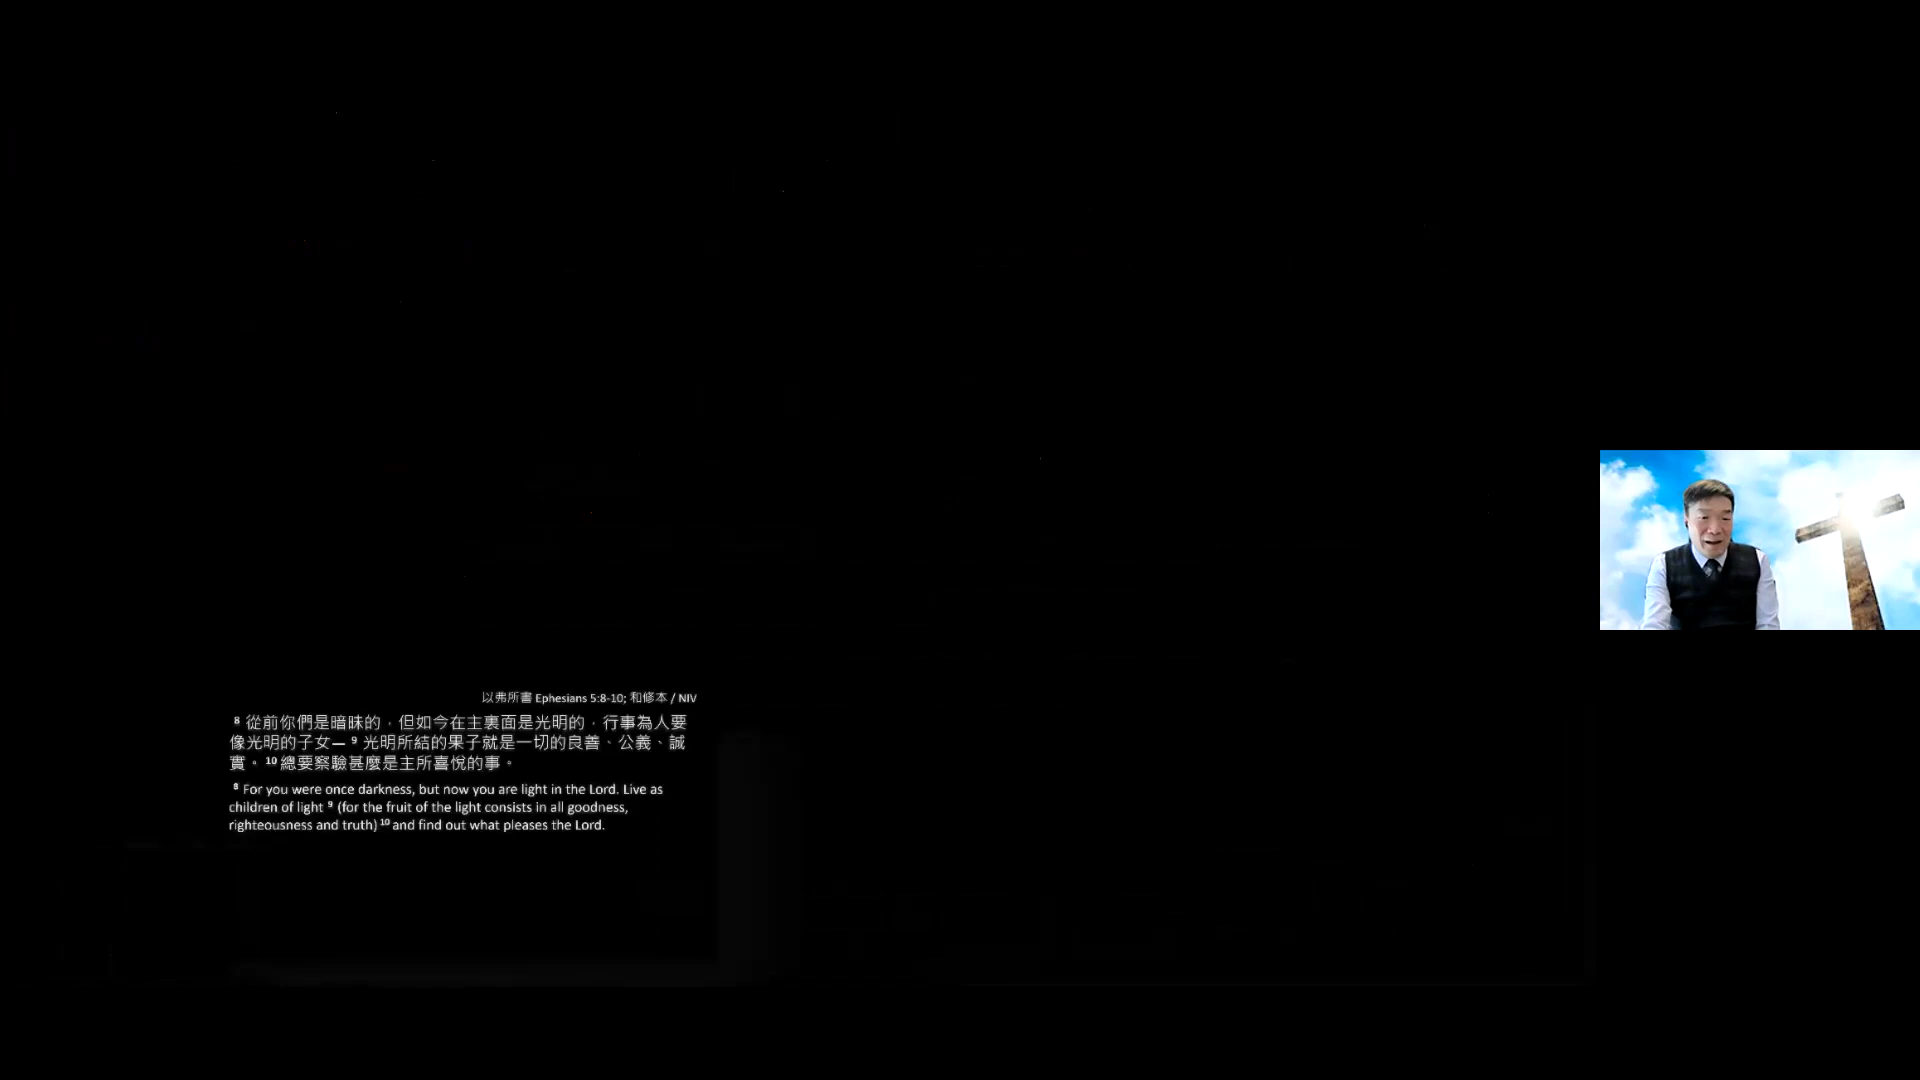 以弗所書 Ephesians 5:8-10; 和修本 / NIV
⁸ 從前你們是暗昧的，但如今在主裏面是光明的，行事為人要
像光明的子女— ⁹ 光明所結的果子就是一切的良善、公義、誠
實。 ¹⁰ 總要察驗甚麼是主所喜悅的事。
⁸ For you were once darkness, but now you are light in the Lord. Live as
children of light ⁹ (for the fruit of the light consists in all goodness,
righteousness and truth) ¹⁰ and find out what pleases the Lord.